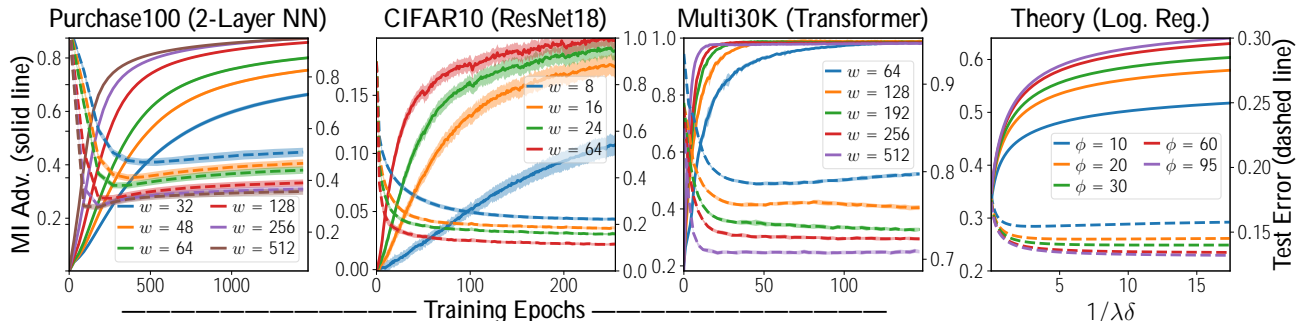 Purchase100 (2-Layer NN)
CIFAR10 (ResNet18)
Multi30K (Transformer)
Theory (Log. Reg.)
MI Adv. (solid line)
0.8
0.6
0.4
0.2
0.8
0.6
0.4
0.2
w = 32
w = 48
w = 64
w = 128
w = 256
w = 512
0
500
1000
0.15
0.10
0.05
0.00
1.0
0.8
0.6
0.4
0.2
0.0
w = 8
w = 16
w = 24
w = 64
0
100
200
1.0
0.8
0.6
0.4
0.2
0.9
0.8
0.7
w = 64
w = 128
w = 192
w = 256
w = 512
0
50
100
0.6
0.5
0.4
0.3
0.2
0.30
0.25
0.20
0.15
ϕ = 10
ϕ = 20
ϕ = 30
ϕ = 60
ϕ = 95
0
5
10
15
Test Error (dashed line)
Training Epochs
1/λδ